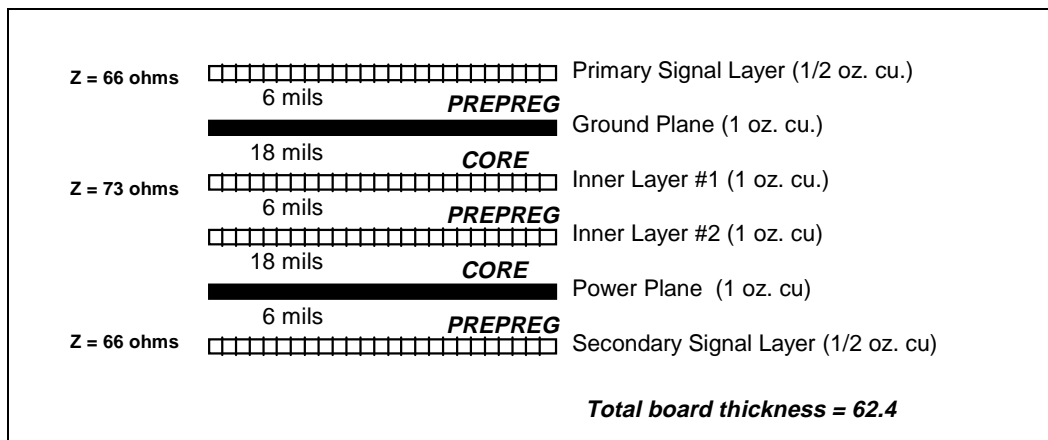 Z = 66 ohms Primary Signal Layer (1/2 oz. cu.)
6 mils PREPREG
Ground Plane (1 oz. cu.)
18 mils CORE
Z = 73 ohms Inner Layer #1 (1 oz. cu.)
6 mils PREPREG
Inner Layer #2 (1 oz. cu)
18 mils CORE
Power Plane (1 oz. cu)
6 mils PREPREG
Z = 66 ohms Secondary Signal Layer (1/2 oz. cu)
Total board thickness = 62.4